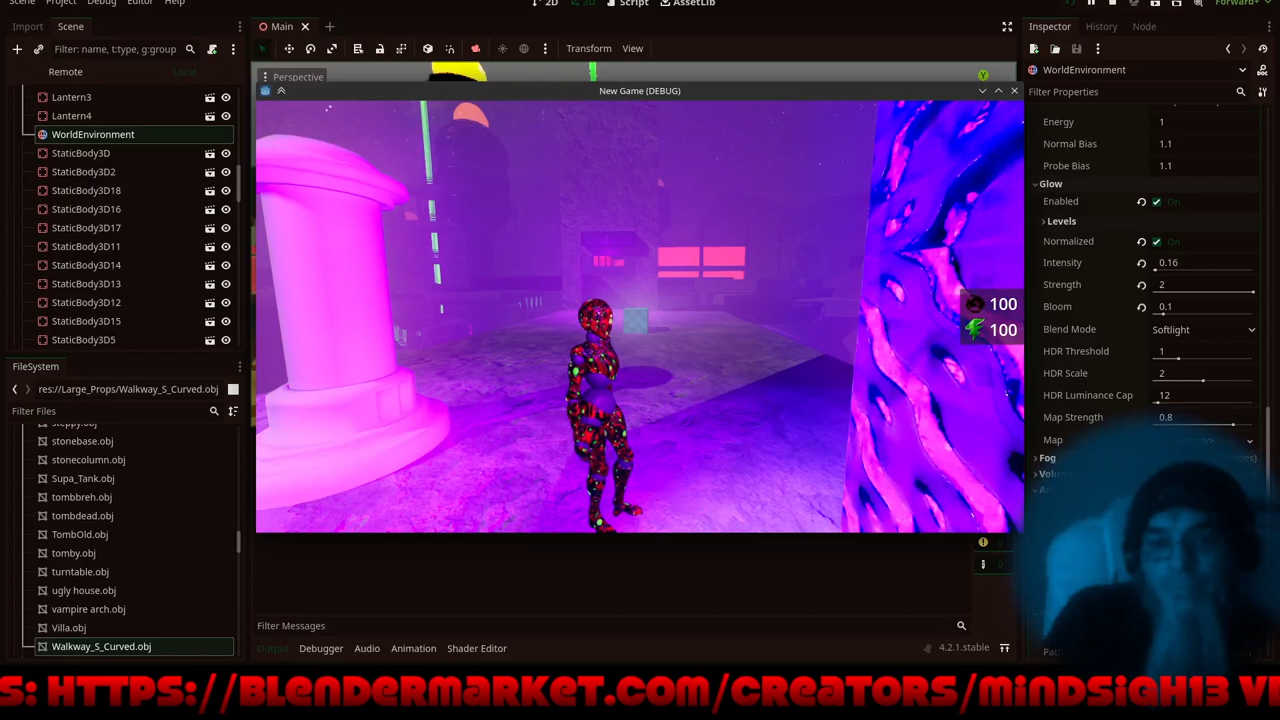 Scene Project Debug Editor Help
2D 3D Script AssetLib
Forward+
Import Scene
Main
Inspector History Node
Filter: name, t:type, g:group
Transform View
Remote Local
Perspective
Y
WorldEnvironment
New Game (DEBUG)
Filter Properties
Lantern3
Lantern4
WorldEnvironment
StaticBody3D
StaticBody3D2
StaticBody3D18
StaticBody3D16
StaticBody3D17
StaticBody3D11
StaticBody3D14
StaticBody3D13
StaticBody3D12
StaticBody3D15
StaticBody3D5
100
100
Energy 1
Normal Bias 1.1
Probe Bias 1.1
Glow
Enabled On
Levels
Normalized On
Intensity 0.16
Strength 2
Bloom 0.1
Blend Mode Softlight
HDR Threshold 1
HDR Scale 2
HDR Luminance Cap 12
Map Strength 0.8
Map
Fog
FileSystem
res://Large_Props/Walkway_S_Curved.obj
Filter Files
steppy.obj
stonebase.obj
stonecolumn.obj
Supa_Tank.obj
tombbreh.obj
tombdead.obj
TombOld.obj
tomby.obj
turntable.obj
ugly house.obj
vampire arch.obj
Villa.obj
Walkway_S_Curved.obj
0
0
Filter Messages
Output Debugger Audio Animation Shader Editor
4.2.1.stable
S: HTTPS://BLENDERMARKET.COM/CREATORS/MINDSIGH13